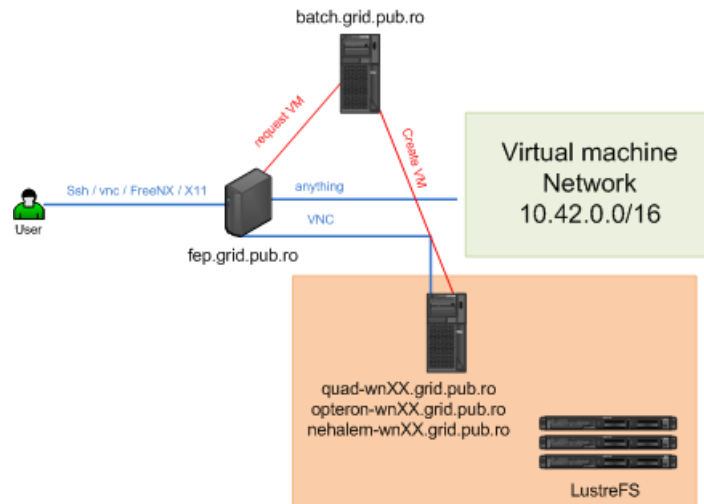 batch.grid.pub.ro
request VM
Create VM
Virtual machine
Network
10.42.0.0/16
Ssh / vnc / FreeNX / X11
anything
User
VNC
fep.grid.pub.ro
quad-wnXX.grid.pub.ro
opteron-wnXX.grid.pub.ro
nehalem-wnXX.grid.pub.ro
LustreFS